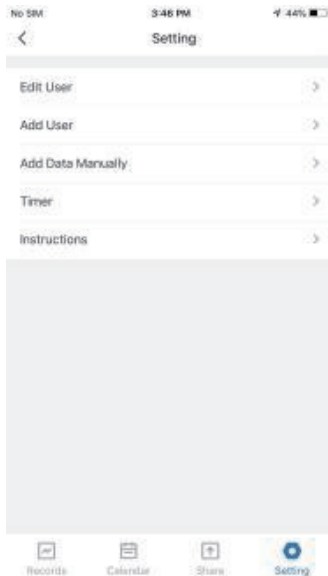 No SIM 3:46 PM 44%
Setting
Edit User
Add User
Add Data Manually
Timer
Instructions
Records Calendar Share Setting